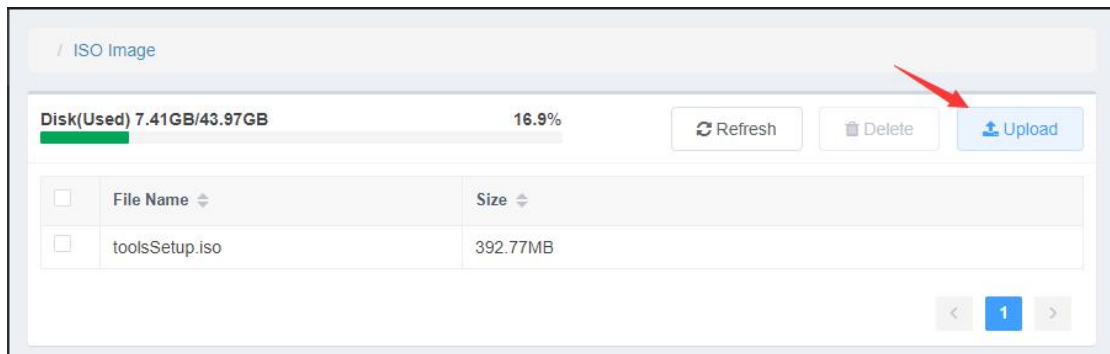 / ISO Image
Disk(Used) 7.41GB/43.97GB 16.9% Refresh Delete Upload
File Name Size
toolsSetup.iso 392.77MB
< 1 >